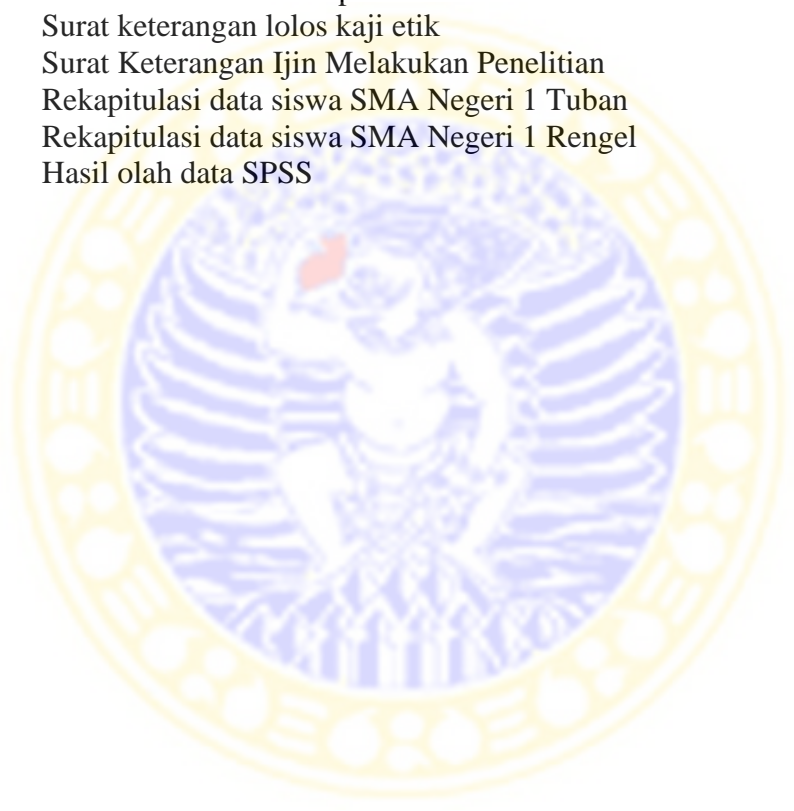 Surat keterangan lolos kaji etik
Surat Keterangan Ijin Melakukan Penelitian
Rekapitulasi data siswa SMA Negeri 1 Tuban
Rekapitulasi data siswa SMA Negeri 1 Rengel
Hasil olah data SPSS